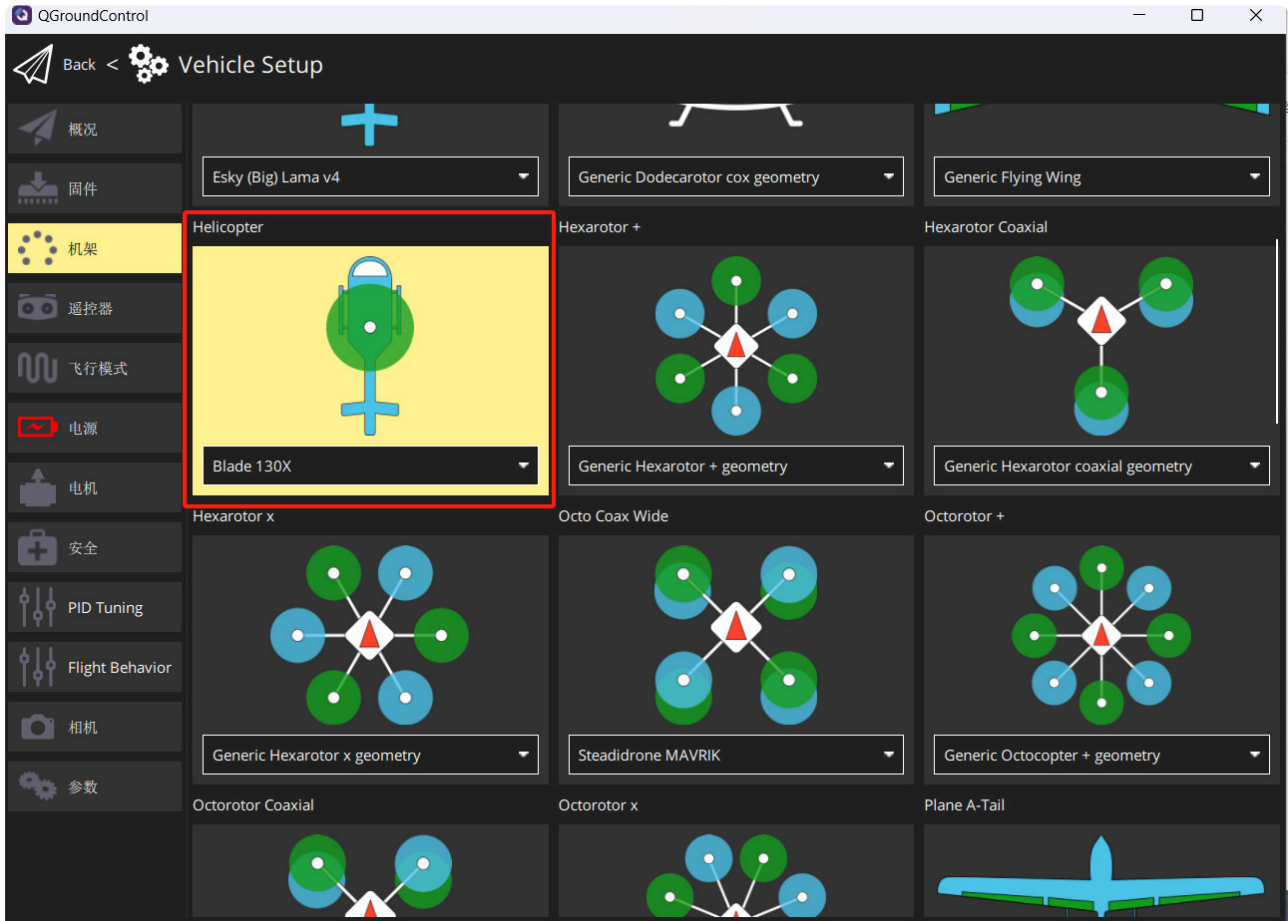 QGroundControl
Back < Vehicle Setup
概况
固件
机架
遥控器
飞行模式
电源
电机
安全
PID Tuning
Flight Behavior
相机
参数
Esky (Big) Lama v4
Generic Dodecarotor cox geometry
Generic Flying Wing
Helicopter
Hexarotor +
Hexarotor Coaxial
Blade 130X
Generic Hexarotor + geometry
Generic Hexarotor coaxial geometry
Hexarotor x
Octo Coax Wide
Octorotor +
Generic Hexarotor x geometry
Steadidrone MAVRIK
Generic Octocopter + geometry
Octorotor Coaxial
Octorotor x
Plane A-Tail